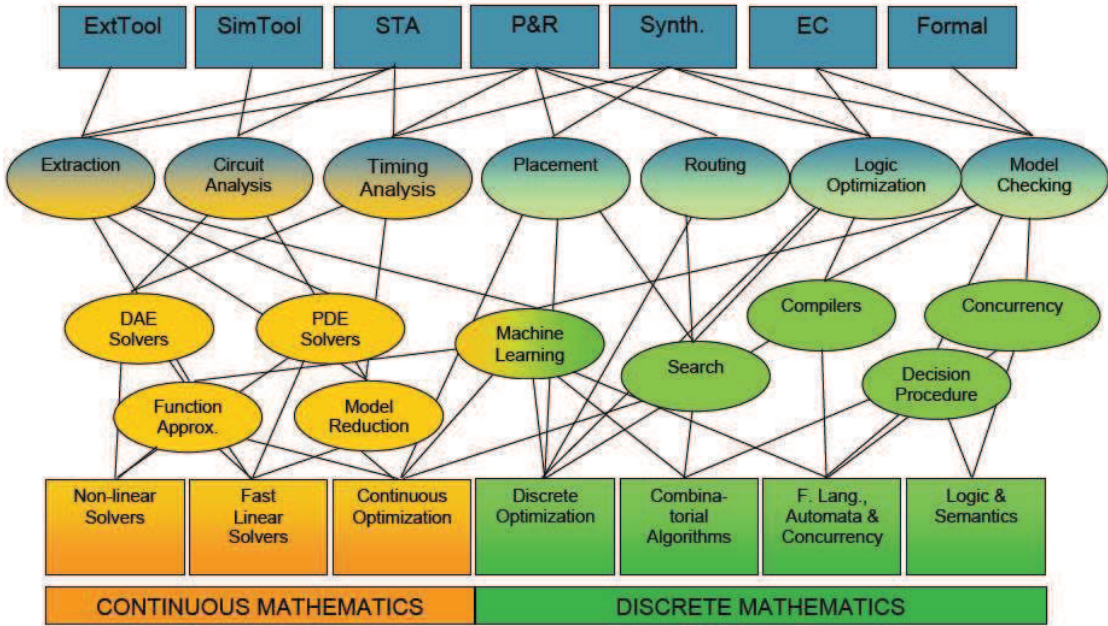 ExtTool
SimTool
STA
P&R
Synth.
EC
Formal
Extraction
Circuit
Analysis
Timing
Analysis
Placement
Routing
Logic
Optimization
Model
Checking
DAE
Solvers
PDE
Solvers
Machine
Learning
Search
Compilers
Concurrency
Function
Approx.
Model
Reduction
Decision
Procedure
Non-linear
Solvers
Fast
Linear
Solvers
Continuous
Optimization
Discrete
Optimization
Combina-
torial
Algorithms
F. Lang.,
Automata &
Concurrency
Logic &
Semantics
CONTINUOUS MATHEMATICS
DISCRETE MATHEMATICS